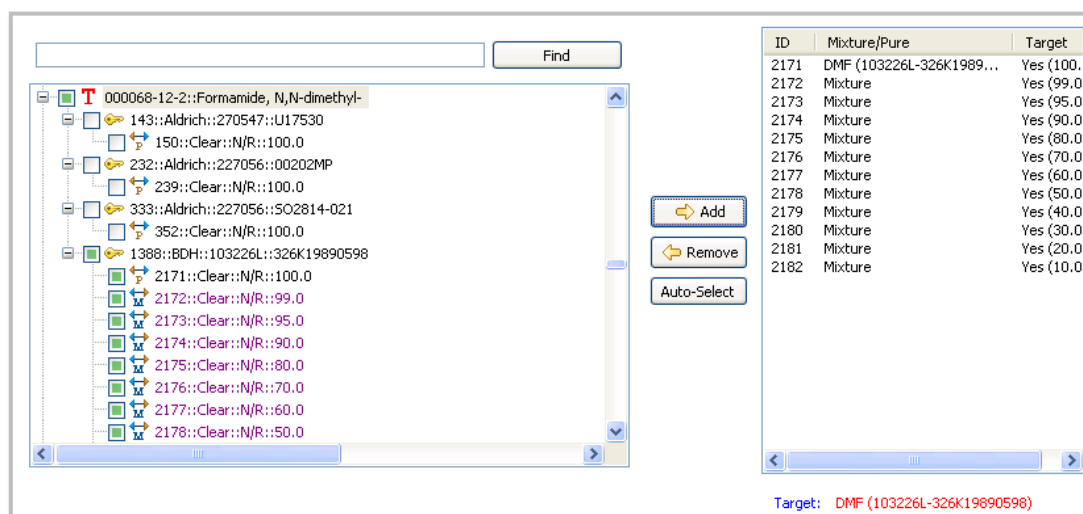 Find
T 000068-12-2::Formamide, N,N-dimethyl-
143::Aldrich::270547::U17530
P 150::Clear::N/R::100.0
232::Aldrich::227056::00202MP
P 239::Clear::N/R::100.0
333::Aldrich::227056::SO2814-021
P 352::Clear::N/R::100.0
1388::BDH::103226L::326K19890598
P 2171::Clear::N/R::100.0
M 2172::Clear::N/R::99.0
M 2173::Clear::N/R::95.0
M 2174::Clear::N/R::90.0
M 2175::Clear::N/R::80.0
M 2176::Clear::N/R::70.0
M 2177::Clear::N/R::60.0
M 2178::Clear::N/R::50.0
Add
Remove
Auto-Select
ID Mixture/Pure Target
2171 DMF (103226L-326K1989... Yes (100.
2172 Mixture Yes (99.0
2173 Mixture Yes (95.0
2174 Mixture Yes (90.0
2175 Mixture Yes (80.0
2176 Mixture Yes (70.0
2177 Mixture Yes (60.0
2178 Mixture Yes (50.0
2179 Mixture Yes (40.0
2180 Mixture Yes (30.0
2181 Mixture Yes (20.0
2182 Mixture Yes (10.0
Target: DMF (103226L-326K19890598)